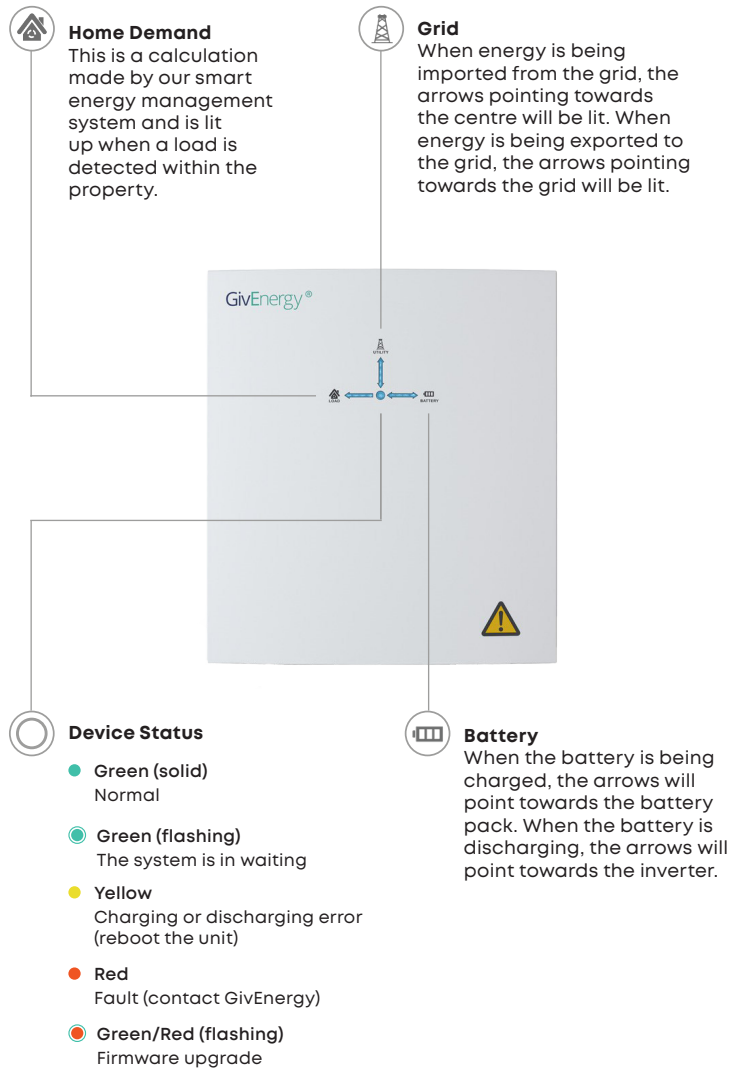 Home Demand
This is a calculation
made by our smart
energy management
system and is lit
up when a load is
detected within the
property.
Grid
When energy is being
imported from the grid, the
arrows pointing towards
the centre will be lit. When
energy is being exported to
the grid, the arrows pointing
towards the grid will be lit.
GivEnergy®
UTILITY
LOAD
BATTERY
Device Status
Green (solid)
Normal
Green (flashing)
The system is in waiting
Yellow
Charging or discharging error
(reboot the unit)
Red
Fault (contact GivEnergy)
Green/Red (flashing)
Firmware upgrade
Battery
When the battery is being
charged, the arrows will
point towards the battery
pack. When the battery is
discharging, the arrows will
point towards the inverter.